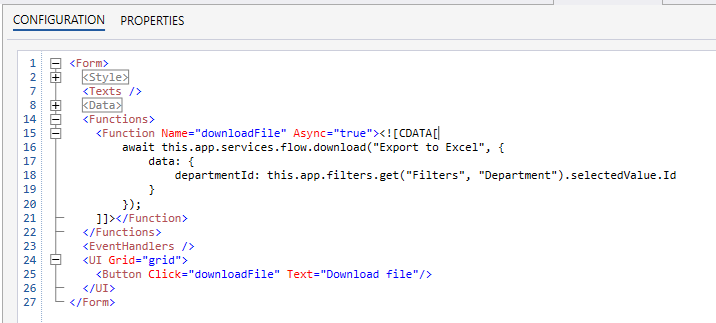 CONFIGURATION PROPERTIES
1 <Form>
2 <Style>
7 <Texts />
8 <Data>
14 <Functions>
15 <Function Name="downloadFile" Async="true"><![CDATA[
16 await this.app.services.flow.download("Export to Excel", {
17 data: {
18 departmentId: this.app.filters.get("Filters", "Department").selectedValue.Id
19 }
20 });
21 ]]></Function>
22 </Functions>
23 <EventHandlers />
24 <UI Grid="grid">
25 <Button Click="downloadFile" Text="Download file"/>
26 </UI>
27 </Form>